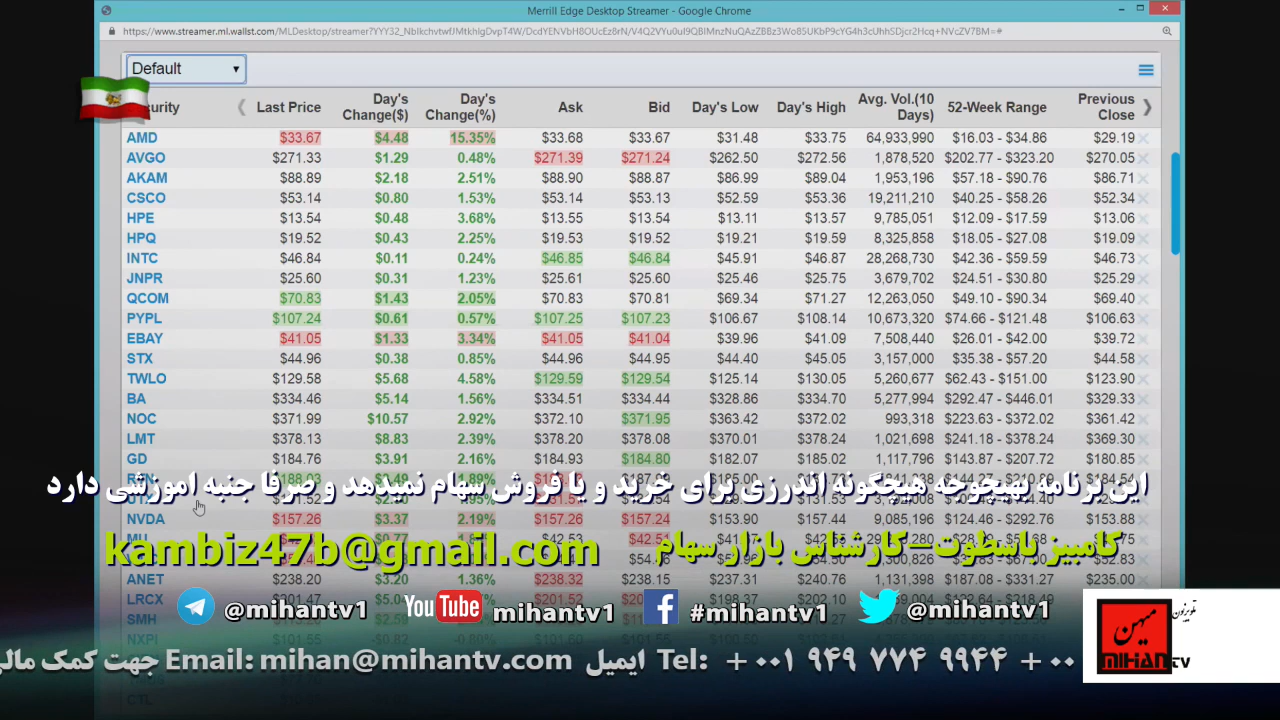 Merrill Edge Desktop Streamer - Google Chrome
Default
Last Price Day's Change($) Day's Change(%) Ask Bid Day's Low Day's High Avg. Vol.(10 Days) 52-Week Range Previous Close
AMD $33.67 $4.48 15.35% $33.68 $33.67 $31.48 $33.75 64,933,990 $16.03 - $34.86 $29.19
AVGO $271.33 $1.29 0.48% $271.39 $271.24 $262.50 $272.56 1,878,520 $202.77 - $323.20 $270.05
AKAM $88.89 $2.18 2.51% $88.90 $88.87 $86.99 $89.04 1,953,196 $57.18 - $90.76 $86.71
CSCO $53.14 $0.80 1.53% $53.14 $53.13 $52.59 $53.36 19,211,210 $40.25 - $58.26 $52.34
HPE $13.54 $0.48 3.68% $13.55 $13.54 $13.11 $13.57 9,785,051 $12.09 - $17.59 $13.06
HPQ $19.52 $0.43 2.25% $19.53 $19.52 $19.21 $19.59 8,325,858 $18.05 - $27.08 $19.09
INTC $46.84 $0.11 0.24% $46.85 $46.84 $45.91 $46.87 28,268,730 $42.36 - $59.59 $46.73
JNPR $25.60 $0.31 1.23% $25.61 $25.60 $25.46 $25.74 3,679,702 $24.51 - $30.80 $25.29
QCOM $70.83 $1.43 2.05% $70.83 $70.81 $69.34 $71.27 12,263,050 $49.10 - $90.34 $69.40
PYPL $107.24 $0.61 0.57% $107.25 $107.23 $106.67 $108.14 10,673,320 $74.66 - $121.48 $106.63
EBAY $41.05 $1.33 3.34% $41.05 $41.04 $39.96 $41.09 7,508,440 $26.01 - $42.00 $39.72
STX $44.96 $0.38 0.85% $44.96 $44.95 $44.40 $45.05 3,157,000 $35.38 - $57.20 $44.58
TWLO $129.58 $5.68 4.58% $129.59 $129.54 $125.14 $130.05 5,260,677 $62.43 - $151.00 $123.90
BA $334.46 $5.14 1.56% $334.51 $334.44 $328.86 $334.70 5,277,994 $292.47 - $446.01 $329.33
NOC $371.99 $10.57 2.92% $372.10 $371.95 $363.42 $372.02 993,318 $223.63 - $372.02 $361.42
LMT $378.13 $8.83 2.39% $378.20 $378.08 $370.01 $378.24 1,021,698 $241.18 - $378.24 $369.30
GD $184.76 $3.91 2.16% $184.93 $184.80 $182.07 $185.02 1,112,716 $143.87 - $193.76 $180.85
این برنامه بهیچوجه هیچگونه اندرزی برای خرید و یا فروش سهام نمیدهد و صرفا جنبه اموزشی دارد
NVDA $157.26 $3.37 2.19% $157.26 $157.24 $153.90 $157.44 9,085,196 $124.46 - $292.76 $153.88
کامبیز باسطوت – کارشناس بازار سهام kambiz47b@gmail.com
ANET $238.20 $3.20 1.36% $238.32 $238.15 $237.31 $240.76 1,131,398 $187.08 - $331.27 $235.00
LRCX
@mihantv1 YouTube mihantv1 #mihantv1 @mihantv1
SMH
NXPI
جهت کمک مالی Email: mihan@mihantv.com ایمیل Tel: +۰۰۱ ۹۴۹ ۷۷۴ ۹۹۴۴ +۰۰
تلویزیون
میهن
MIHAN TV
CTL